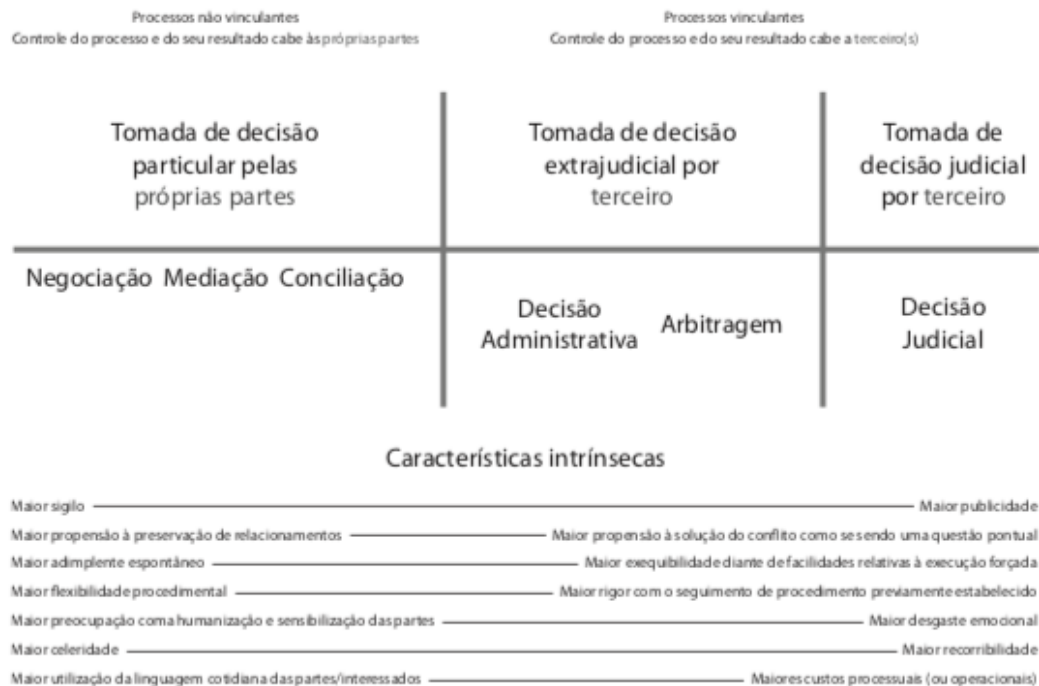 Processos não vinculantes
Controle do processo e do seu resultado cabe às próprias partes
Processos vinculantes
Controle do processo e do seu resultado cabe a terceiro(s)
Tomada de decisão
particular pelas
próprias partes
Tomada de decisão
extrajudicial por
terceiro
Tomada de
decisão judicial
por terceiro
Negociação Mediação Conciliação
Decisão
Administrativa
Arbitragem
Decisão
Judicial
Características intrínsecas
Maior sigilo Maior publicidade
Maior propensão à preservação de relacionamentos Maior propensão à solução do conflito como se sendo uma questão pontual
Maior adimplente espontâneo Maior exequibilidade diante de facilidades relativas à execução forçada
Maior flexibilidade procedimental Maior rigor com o seguimento de procedimento previamente estabelecido
Maior preocupação coma humanização e sensibilização das partes Maior desgaste emocional
Maior celeridade Maior recorribilidade
Maior utilização da linguagem cotidiana das partes/interessados Maiores custos processuais (ou operacionais)